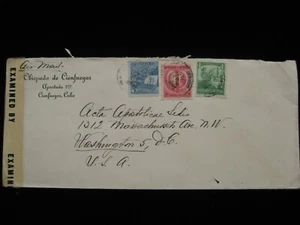 Air Mail.
Obispado de Cienfuegos
Apartado 177
Cienfuegos, Cuba
EXAMINED BY
EXAMIN
Acta Apostolicae Sedis
1312 Massachusetts Ave. N.W.
Washington 5, D.C.
U.S.A.